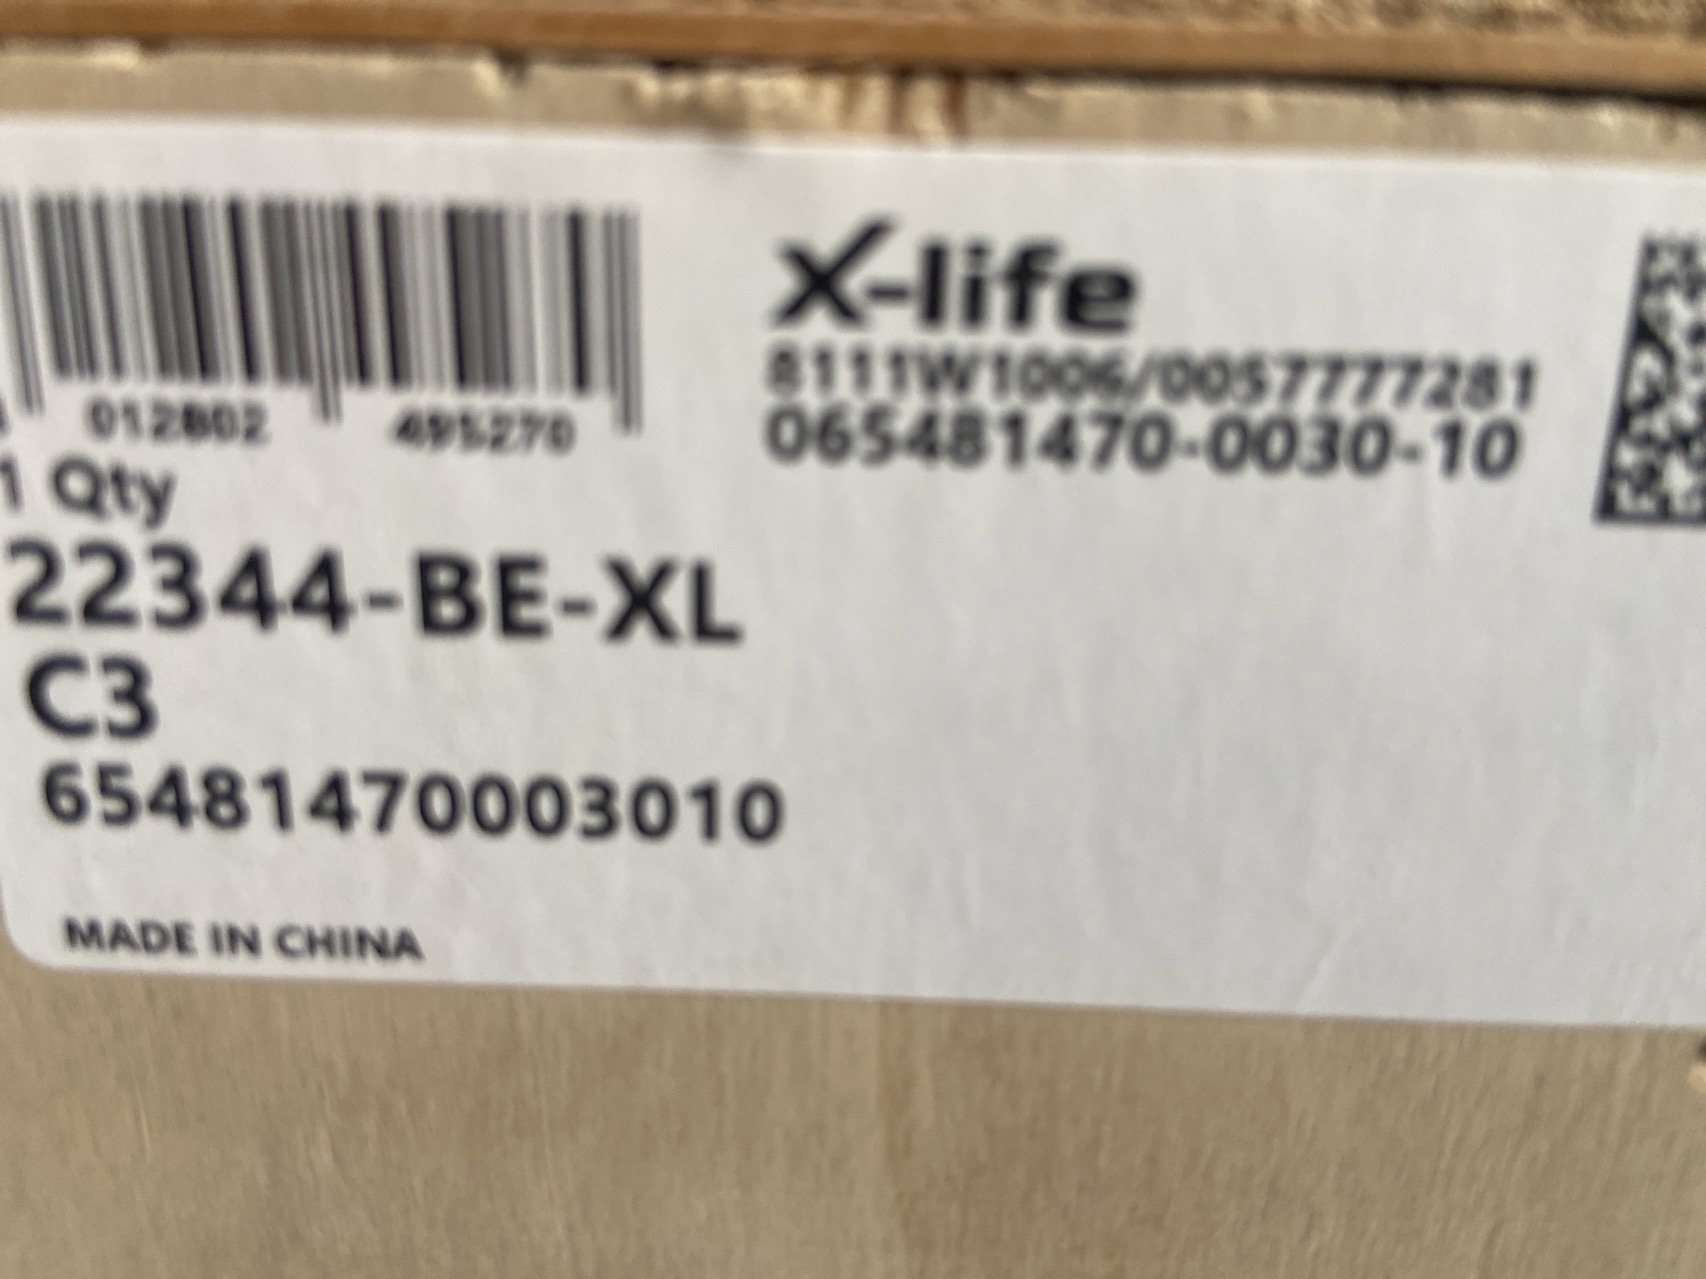 012802 495270
1 Qty
22344-BE-XL
C3
65481470003010
MADE IN CHINA
X-life
8111W1006/0057777281
065481470-0030-10